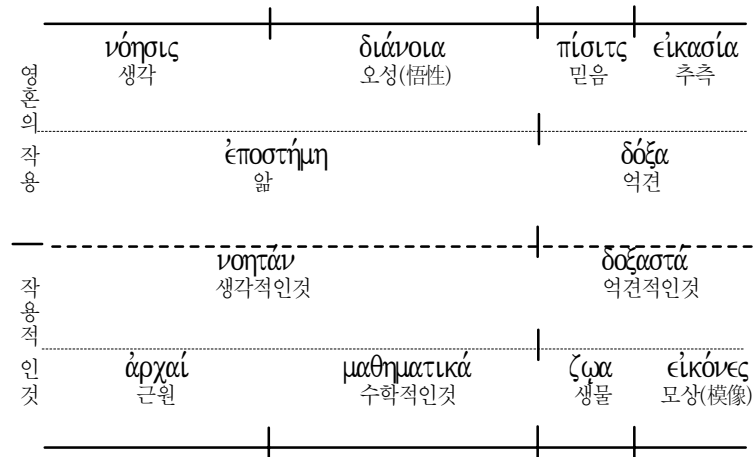 νόησις διάνοια πίσιτς εἰκασία
생각 오성(悟性) 믿음 추측
영혼의 작용
ἐποστήμη δόξα
앎 억견
νοητάν δοξαστά
생각적인것 억견적인것
작용적인것
ἀρχαί μαθηματικά ζῳα εἰκόνες
근원 수학적인것 생물 모상(模像)